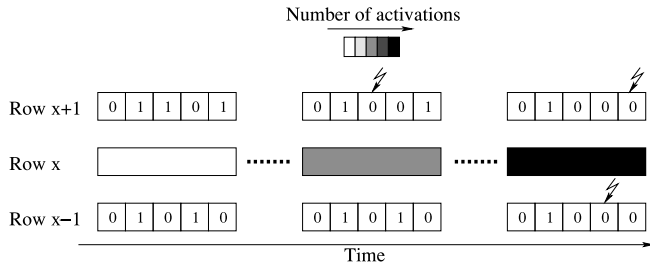 Number of activations
Row x+1 0 1 1 0 1 0 1 0 0 1 0 1 0 0 0
Row x
Row x−1 0 1 0 1 0 0 1 0 1 0 0 1 0 0 0
Time